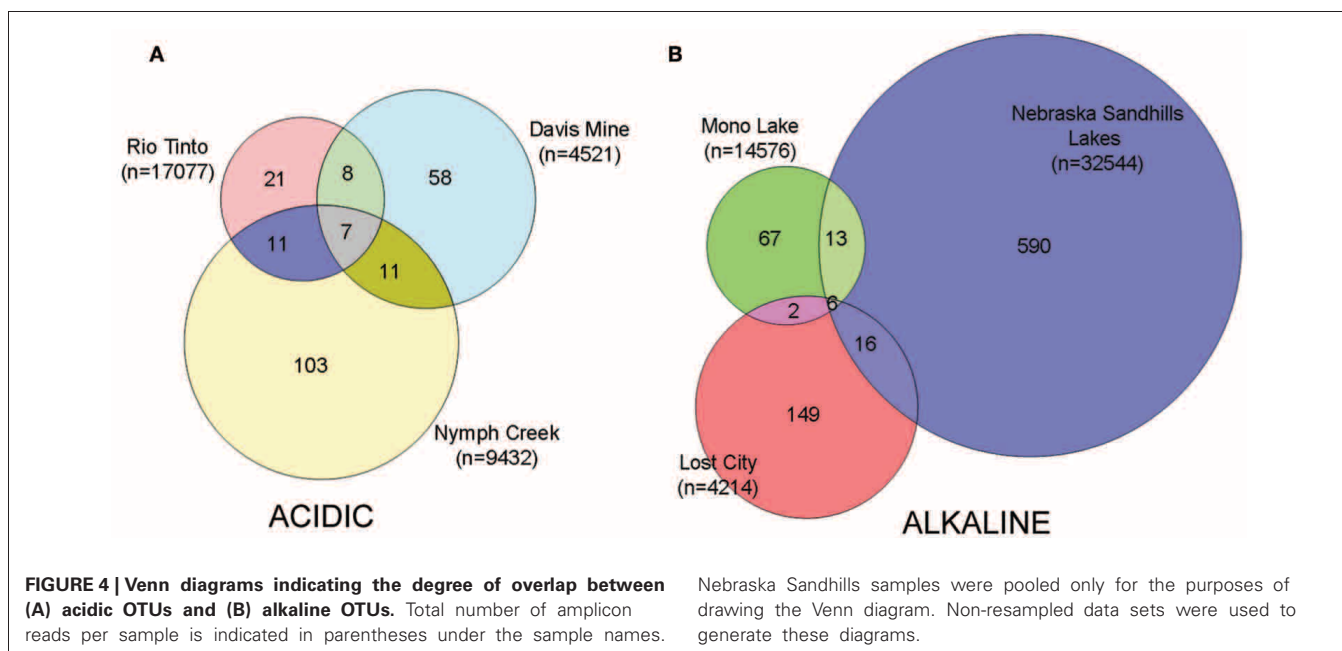 A
Rio Tinto
(n=17077)
Davis Mine
(n=4521)
21
8
58
7
11
11
103
Nymph Creek
(n=9432)
ACIDIC
B
Mono Lake
(n=14576)
Nebraska Sandhills
Lakes
(n=32544)
67
13
590
6
2
16
149
Lost City
(n=4214)
ALKALINE
FIGURE 4 | Venn diagrams indicating the degree of overlap between
(A) acidic OTUs and (B) alkaline OTUs. Total number of amplicon
reads per sample is indicated in parentheses under the sample names.
Nebraska Sandhills samples were pooled only for the purposes of
drawing the Venn diagram. Non-resampled data sets were used to
generate these diagrams.